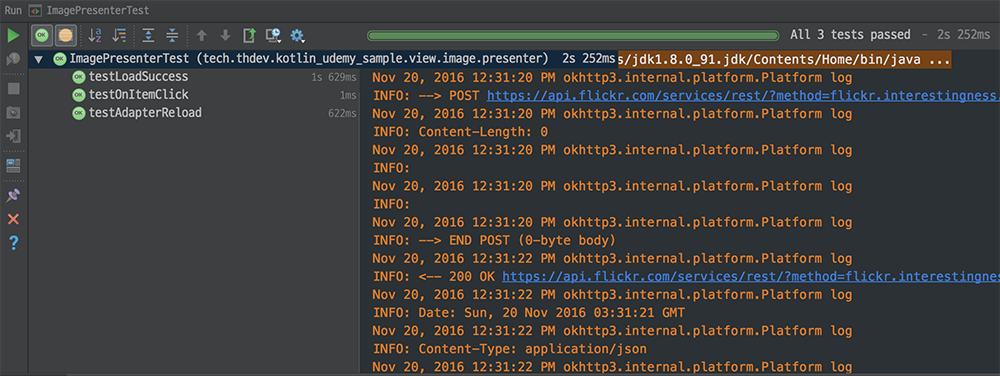 Run ImagePresenterTest
All 3 tests passed - 2s 252ms
ImagePresenterTest (tech.thdev.kotlin_udemy_sample.view.image.presenter) 2s 252ms
testLoadSuccess 1s 629ms
testOnItemClick 1ms
testAdapterReload 622ms
s/jdk1.8.0_91.jdk/Contents/Home/bin/java ...
Nov 20, 2016 12:31:20 PM okhttp3.internal.platform.Platform log
INFO: --> POST https://api.flickr.com/services/rest/?method=flickr.interestingness
Nov 20, 2016 12:31:20 PM okhttp3.internal.platform.Platform log
INFO: Content-Length: 0
Nov 20, 2016 12:31:20 PM okhttp3.internal.platform.Platform log
INFO:
Nov 20, 2016 12:31:20 PM okhttp3.internal.platform.Platform log
INFO:
Nov 20, 2016 12:31:20 PM okhttp3.internal.platform.Platform log
INFO: --> END POST (0-byte body)
Nov 20, 2016 12:31:22 PM okhttp3.internal.platform.Platform log
INFO: <-- 200 OK https://api.flickr.com/services/rest/?method=flickr.interestingne
Nov 20, 2016 12:31:22 PM okhttp3.internal.platform.Platform log
INFO: Date: Sun, 20 Nov 2016 03:31:21 GMT
Nov 20, 2016 12:31:22 PM okhttp3.internal.platform.Platform log
INFO: Content-Type: application/json
Nov 20, 2016 12:31:22 PM okhttp3.internal.platform.Platform log